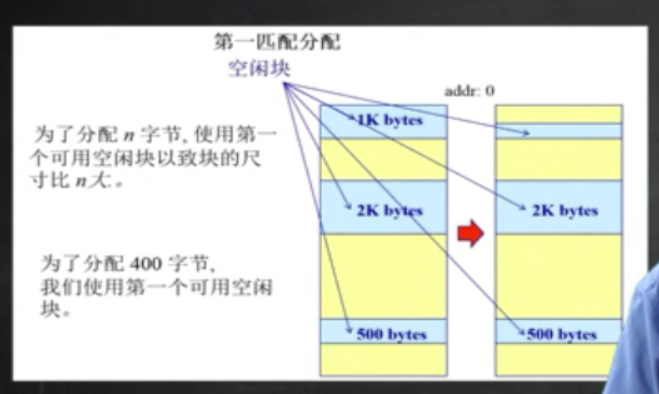 第一匹配分配
空闲块
addr: 0
为了分配 n 字节, 使用第一
个可用空闲块以致块的尺
寸比 n大.。
为了分配 400 字节,
我们使用第一个可用空闲
块。
1K bytes
2K bytes
500 bytes
2K bytes
500 bytes